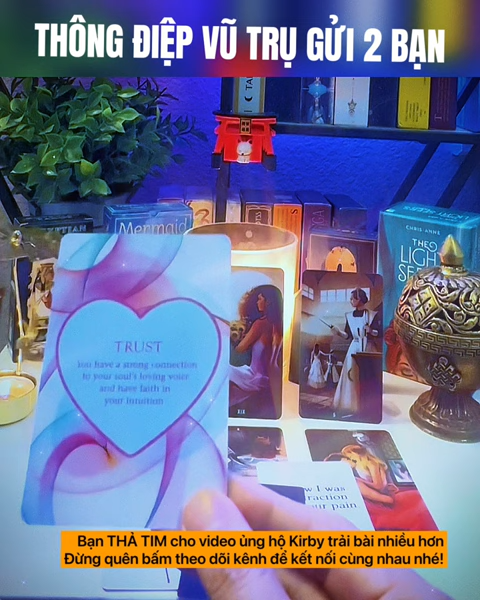 THÔNG ĐIỆP VŨ TRỤ GỬI 2 BẠN
Mermaid
CHRIS-ANNE
THE
LIGH
SE
TRUST
You have a strong connection
to your soul's loving voice
and have faith in
your intuition
w I was
raction
ur pain
Bạn THẢ TIM cho video ủng hộ Kirby trải bài nhiều hơn
Đừng quên bấm theo dõi kênh để kết nối cùng nhau nhé!